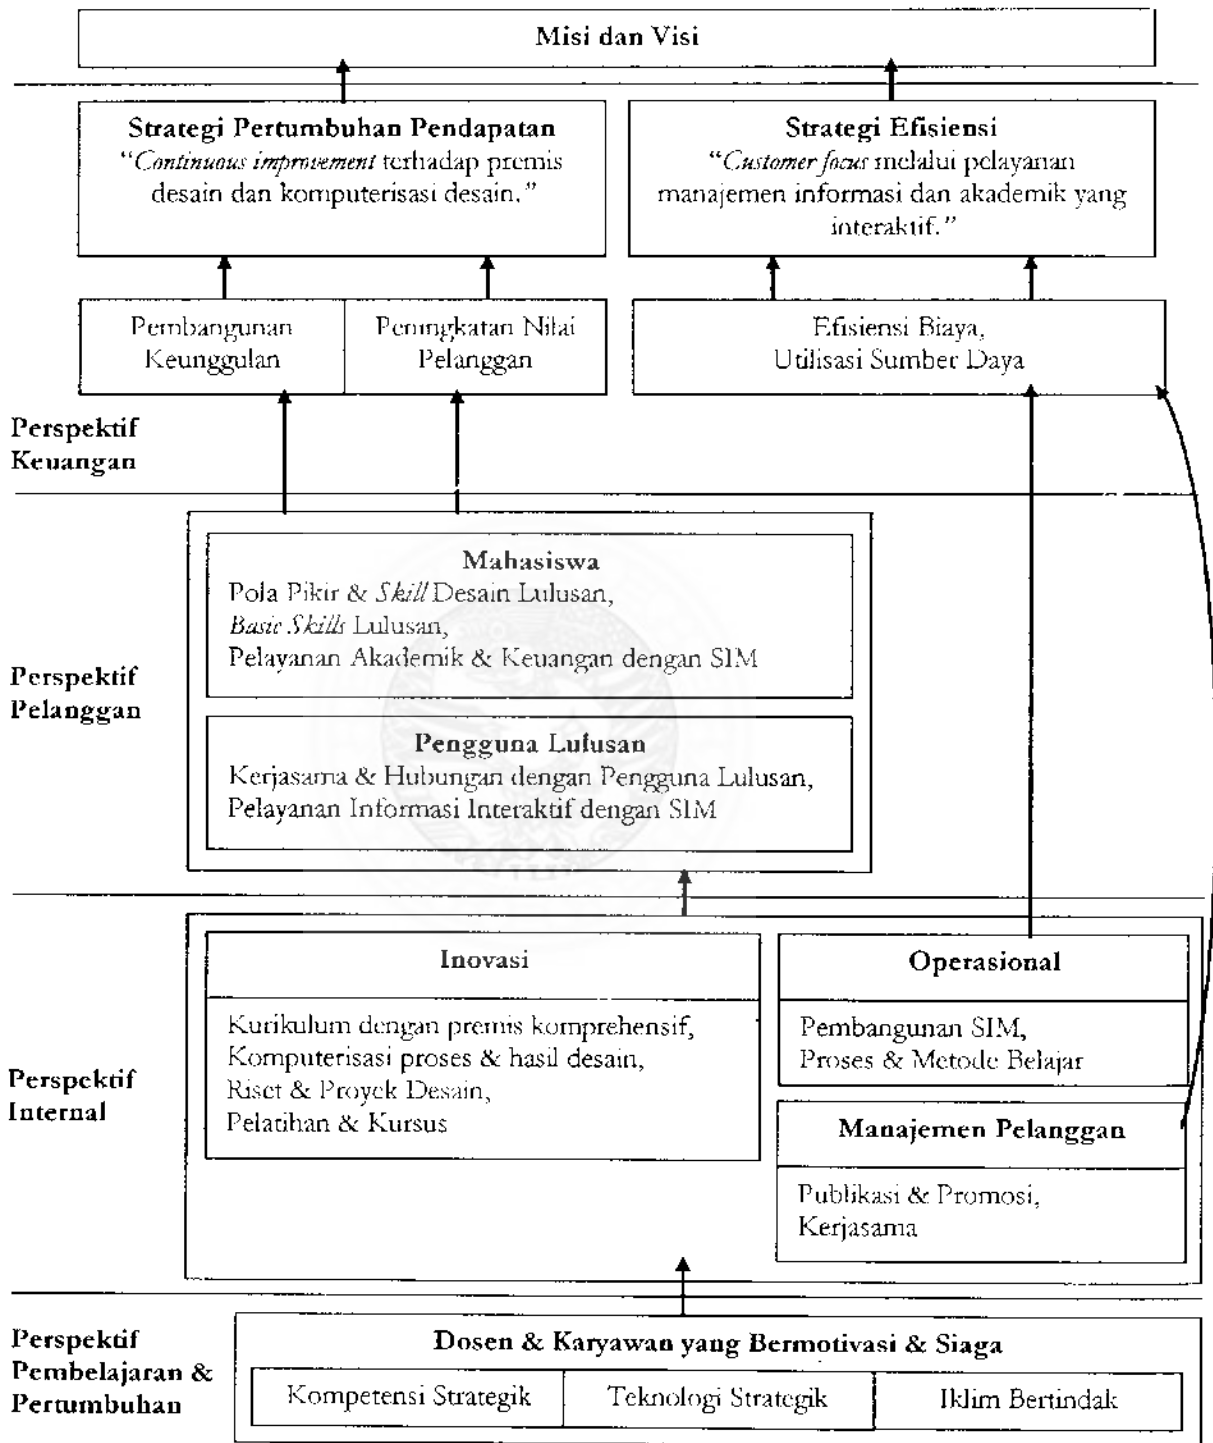 Misi dan Visi
Strategi Pertumbuhan Pendapatan
“Continuous improvement terhadap premis
desain dan komputerisasi desain.”
Strategi Efisiensi
“Customer focus melalui pelayanan
manajemen informasi dan akademik yang
interaktif.”
Pembangunan
Keunggulan
Peningkatan Nilai
Pelanggan
Efisiensi Biaya,
Utilisasi Sumber Daya
Perspektif
Keuangan
Mahasiswa
Pola Pikir & Skill Desain Lulusan,
Basic Skills Lulusan,
Pelayanan Akademik & Keuangan dengan SIM
Perspektif
Pelanggan
Pengguna Lulusan
Kerjasama & Hubungan dengan Pengguna Lulusan,
Pelayanan Informasi Interaktif dengan SIM
Inovasi
Kurikulum dengan premis komprehensif,
Komputerisasi proses & hasil desain,
Riset & Proyek Desain,
Pelatihan & Kursus
Operasional
Pembangunan SIM,
Proses & Metode Belajar
Perspektif
Internal
Manajemen Pelanggan
Publikasi & Promosi,
Kerjasama
Perspektif
Pembelajaran &
Pertumbuhan
Dosen & Karyawan yang Bermotivasi & Siaga
Kompetensi Strategik
Teknologi Strategik
Iklim Bertindak